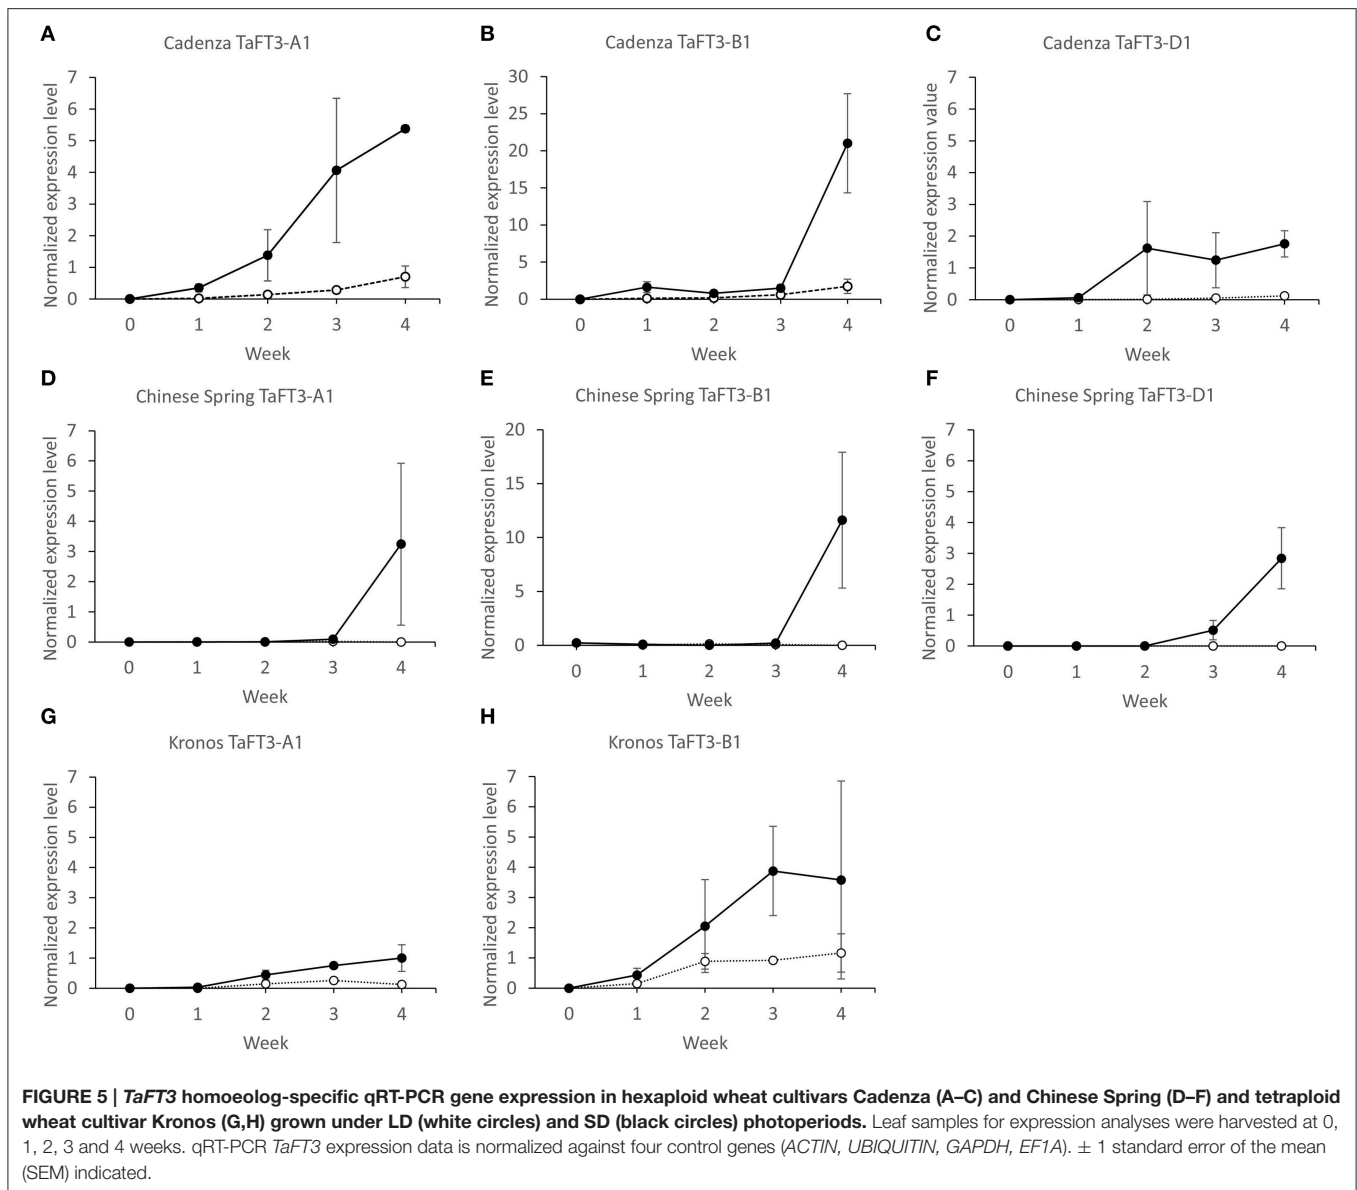 A
Cadenza TaFT3-A1
Normalized expression level
7
6
5
4
3
2
1
0
0 1 2 3 4
Week
B
Cadenza TaFT3-B1
Normalized expression level
30
25
20
15
10
5
0
0 1 2 3 4
Week
C
Cadenza TaFT3-D1
Normalized expression value
7
6
5
4
3
2
1
0
0 1 2 3 4
Week
D
Chinese Spring TaFT3-A1
Normalized expression level
7
6
5
4
3
2
1
0
0 1 2 3 4
Week
E
Chinese Spring TaFT3-B1
Normalized expression level
20
15
10
5
0
0 1 2 3 4
Week
F
Chinese Spring TaFT3-D1
Normalized expression level
7
6
5
4
3
2
1
0
0 1 2 3 4
Week
G
Kronos TaFT3-A1
Normalized expression level
7
6
5
4
3
2
1
0
0 1 2 3 4
Week
H
Kronos TaFT3-B1
Normalized expression level
7
6
5
4
3
2
1
0
0 1 2 3 4
Week
FIGURE 5 | TaFT3 homoeolog-specific qRT-PCR gene expression in hexaploid wheat cultivars Cadenza (A–C) and Chinese Spring (D–F) and tetraploid
wheat cultivar Kronos (G,H) grown under LD (white circles) and SD (black circles) photoperiods. Leaf samples for expression analyses were harvested at 0,
1, 2, 3 and 4 weeks. qRT-PCR TaFT3 expression data is normalized against four control genes (ACTIN, UBIQUITIN, GAPDH, EF1A). ± 1 standard error of the mean
(SEM) indicated.